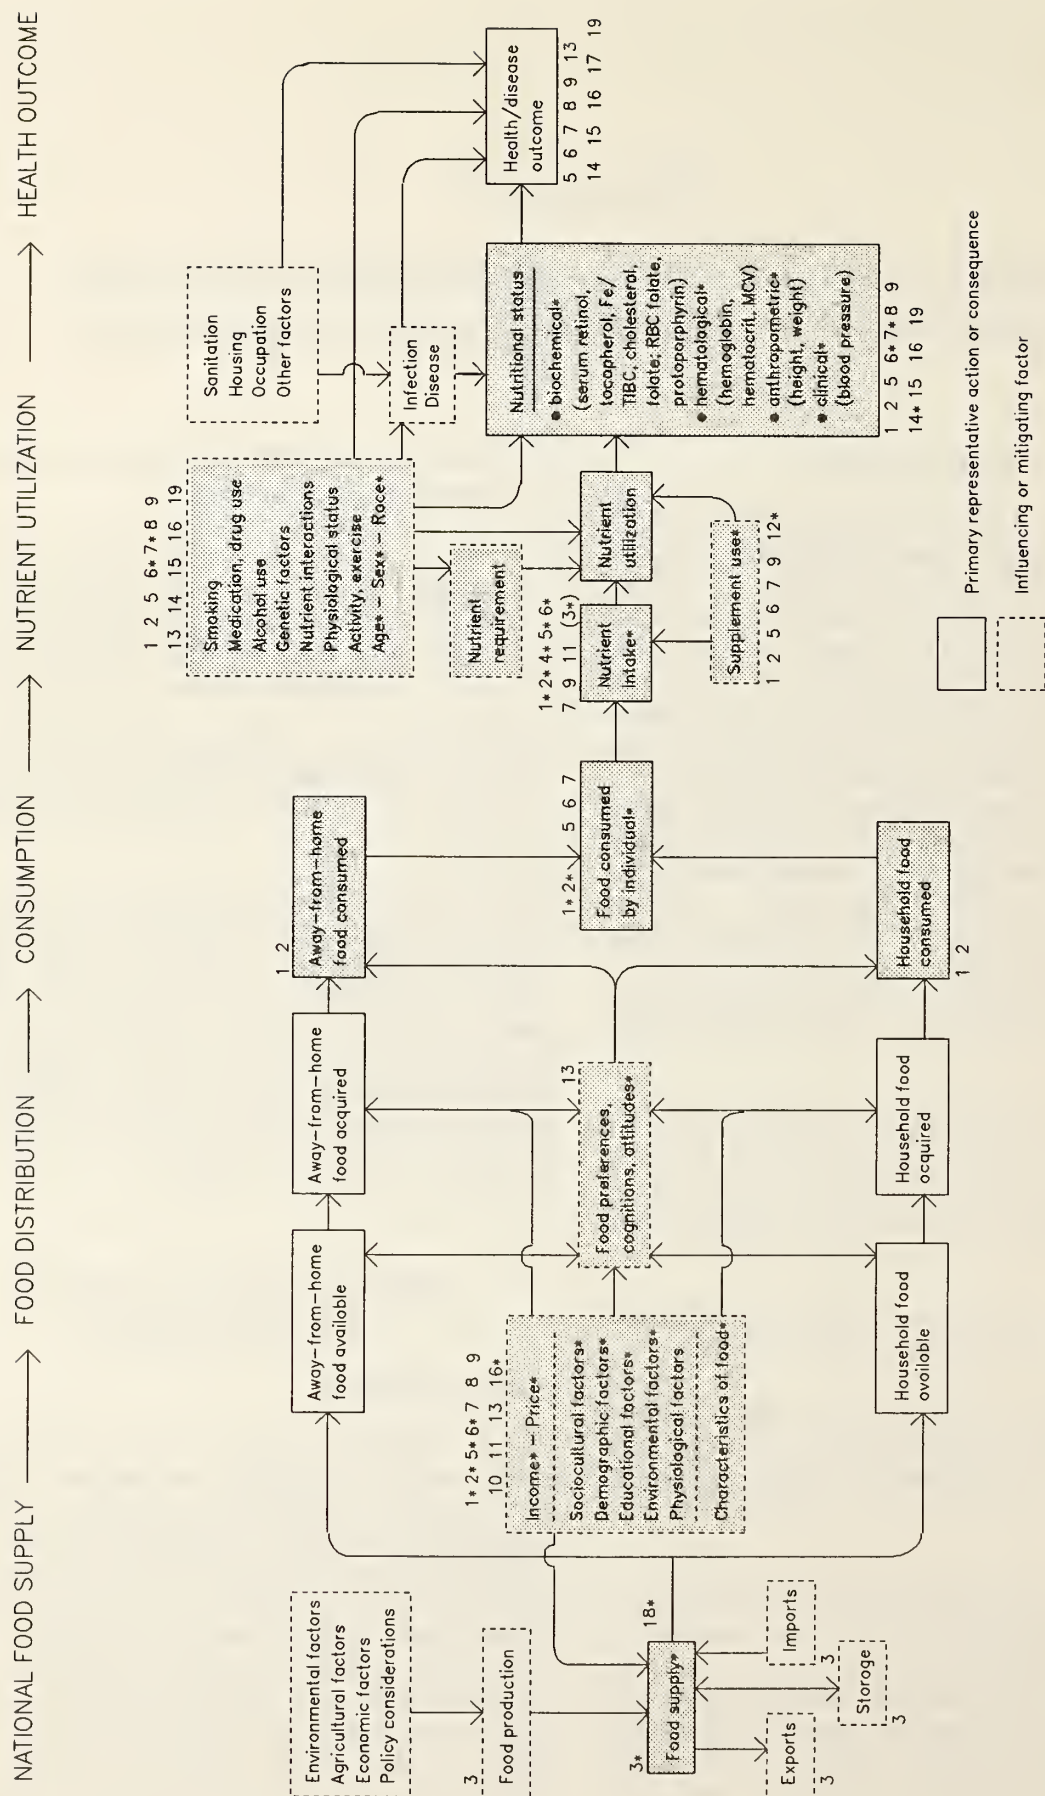 NATIONAL FOOD SUPPLY → FOOD DISTRIBUTION → CONSUMPTION → NUTRIENT UTILIZATION → HEALTH OUTCOME
Environmental factors
Agricultural factors
Economic factors
Policy considerations
3
Food production
3*
Food supply*
18*
Exports
3
Storage
3
Imports
3
1* 2* 5* 6* 7 8 9
10 11 13 16*
Income* – Price*
Sociocultural factors*
Demographic factors*
Educational factors*
Environmental factors*
Physiological factors
Characteristics of food*
Away-from-home
food available
Away-from-home
food acquired
1 2
Away-from-home
food consumed
13
Food preferences,
cognitions, attitudes*
Household food
available
Household food
acquired
Household food
consumed
1 2
1* 2* 5 6 7
Food consumed
by individual*
1* 2* 4* 5* 6*
7 9 11 (3*)
Nutrient
intake*
Nutrient
utilization
Supplement use*
1 2 5 6 7 9 12*
Nutrient
requirement
1 2 5 6* 7* 8 9
13 14 15 16 19
Smoking
Medication, drug use
Alcohol use
Genetic factors
Nutrient interactions
Physiological status
Activity, exercise
Age* – Sex* – Race*
Sanitation
Housing
Occupation
Other factors
Infection
Disease
Nutritional status
• biochemical*
(serum retinol,
tocopherol, Fe/
TIBC, cholesterol,
folate, RBC folate,
protoporphyrin)
• hematological*
(hemoglobin,
hematocrit, MCV)
• anthropometric*
(height, weight)
• clinical*
(blood pressure)
1 2 5 6* 7* 8 9
14* 15 16 19
Health/disease
outcome
5 6 7 8 9 13
14 15 16 17 19
Primary representative action or consequence
Influencing or mitigating factor